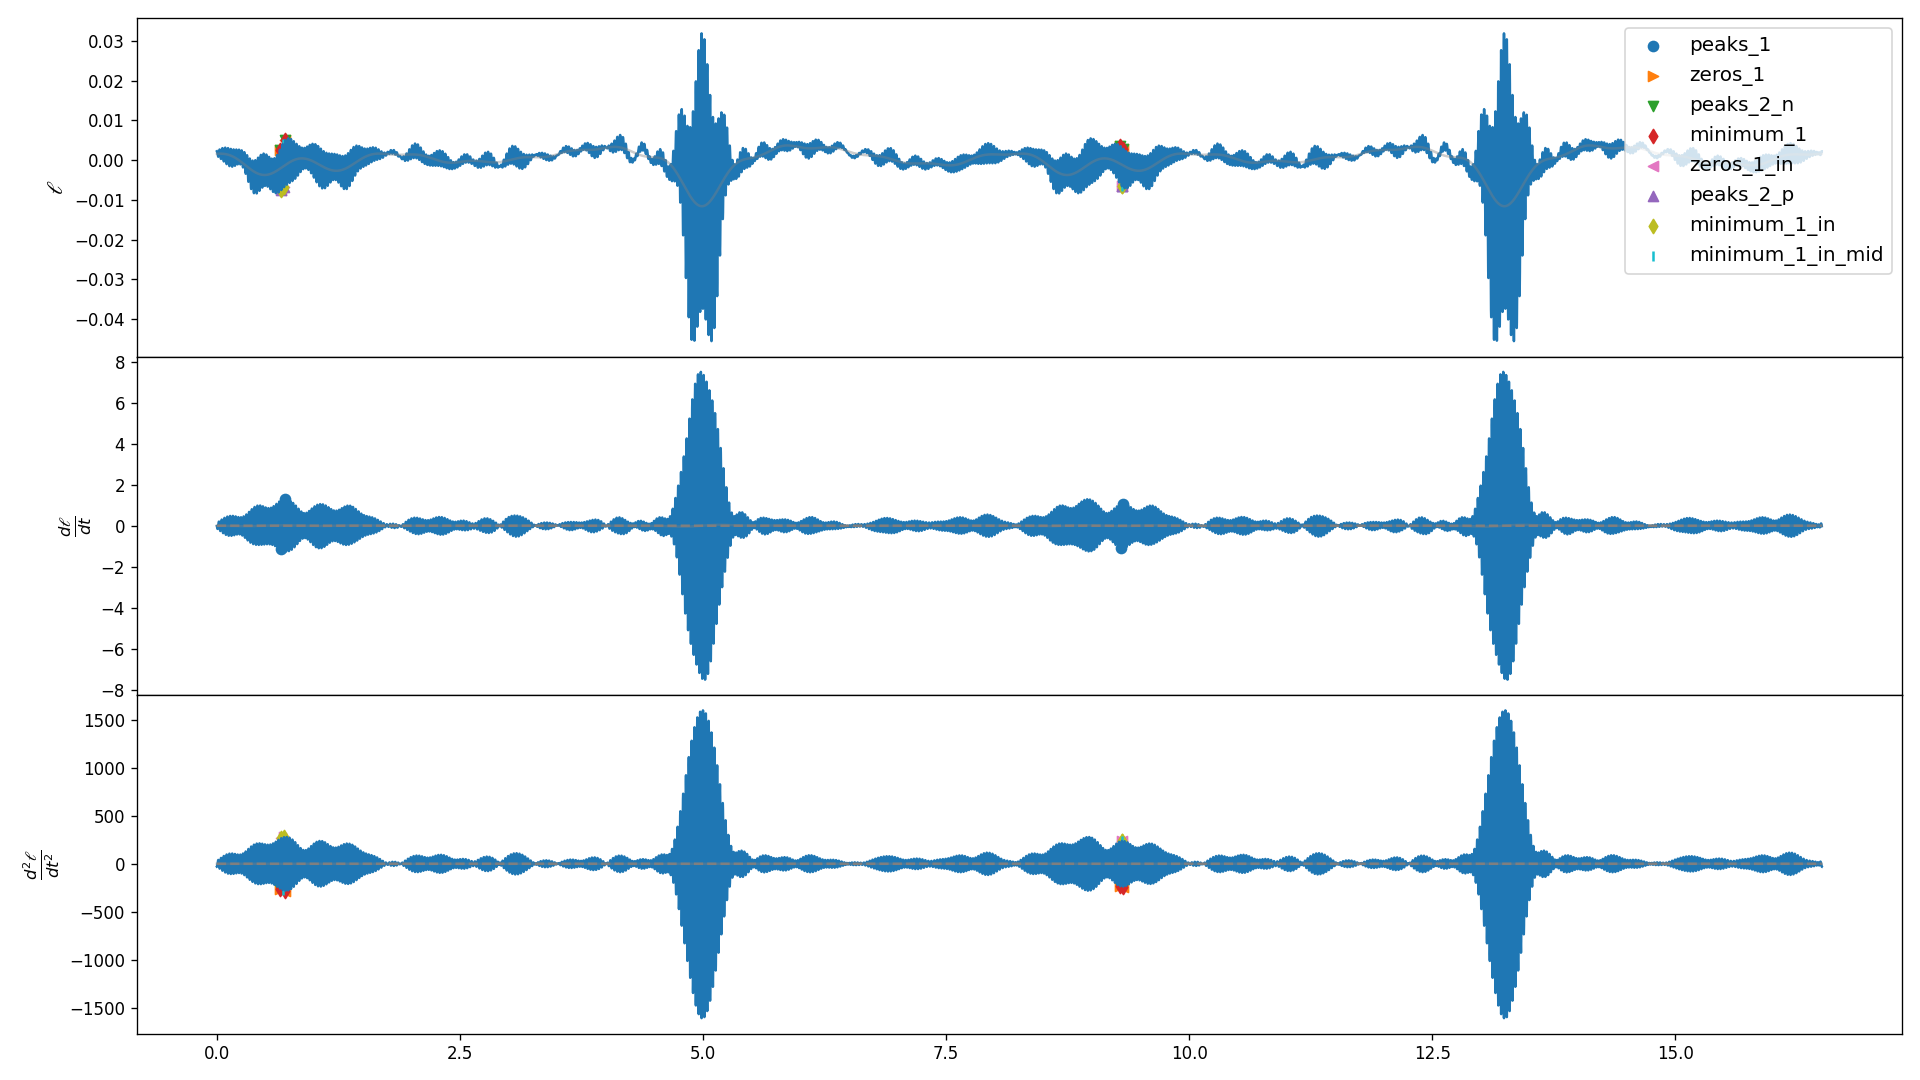 0.03
0.02
0.01
0.00
−0.01
−0.02
−0.03
−0.04
ℓ
peaks_1
zeros_1
peaks_2_n
minimum_1
zeros_1_in
peaks_2_p
minimum_1_in
minimum_1_in_mid
8
6
4
2
0
−2
−4
−6
−8
dℓ/dt
1500
1000
500
0
−500
−1000
−1500
d²ℓ/dt²
0.0 2.5 5.0 7.5 10.0 12.5 15.0